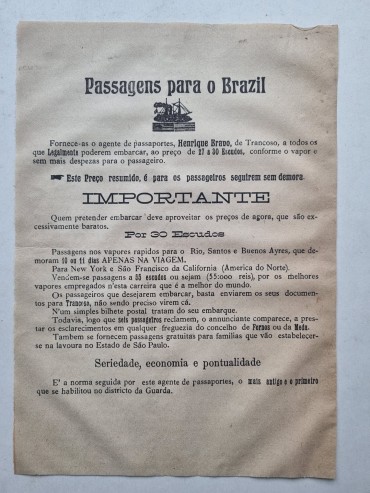 Passagens para o Brazil
Fornece-as o agente de passaportes, Henrique Bravo, de Trancoso, a todos os
que Legalmente poderem embarcar, ao preço de 27 a 30 Escudos, conforme o vapor e
sem mais despezas para o passageiro.
Este Preço resumido, é para os passageiros seguirem sem demora
IMPORTANTE
Quem pretender embarcar deve aproveitar os preços de agora, que são ex-
cessivamente baratos.
Por 60 Escudos
Passagens nos vapores rapidos para o Rio, Santos e Buenos Ayres, que de-
moram 10 ou 11 dias APENAS NA VIAGEM.
Para New York e São Francisco da California (America do Norte).
Vendem-se passagens a 55 escudos ou sejam (55:000 reis), por os melhores
vapores empregados n'esta carreira que é a melhor do mundo.
Os passageiros que desejarem embarcar, basta enviarem os seus documen-
tos para Trancoso, não sendo preciso virem cá.
N'um simples bilhete postal tratam do seu embarque.
Todavia, logo que seis passageiros reclamem, o annunciante comparece, a pres-
tar os esclarecimentos em qualquer freguezia do concelho de Fornos ou da Meda.
Tambem se fornecem passagens gratuitas para familias que vão estabelecer-
se na lavoura no Estado de São Paulo.
Seriedade, economia e pontualidade
E' a norma seguida por este agente de passaportes, o mais antigo e o primeiro
que se habilitou no districto da Guarda.